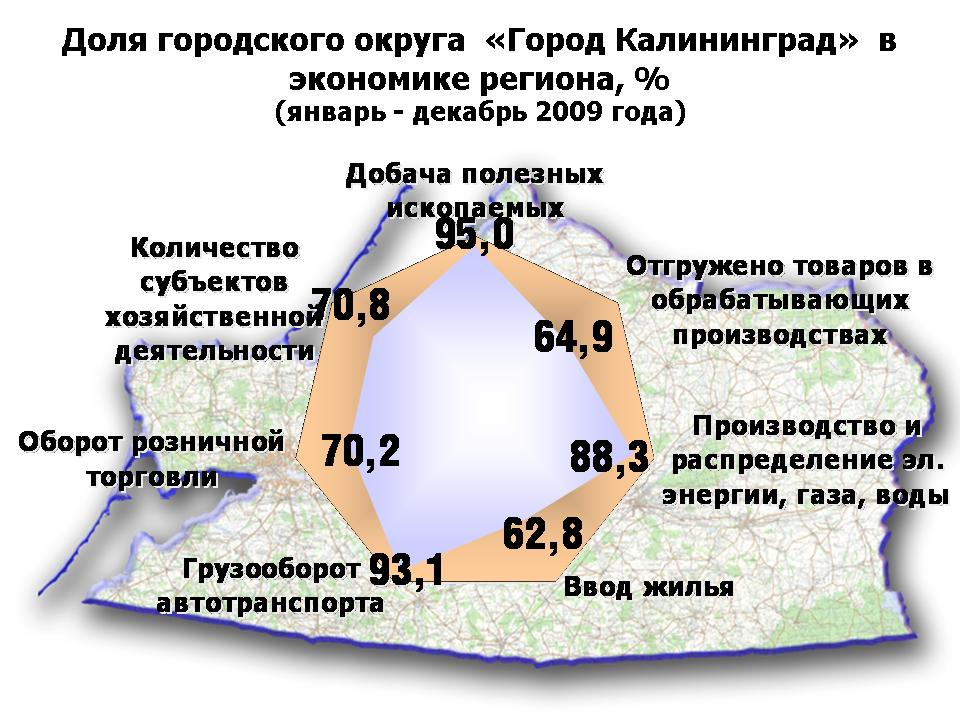 Доля городского округа «Город Калининград» в
экономике региона, %
(январь - декабрь 2009 года)
Добача полезных
ископаемых
95,0
Количество
субъектов
хозяйственной
деятельности
70,8
Отгружено товаров в
обрабатывающих
производствах
64,9
Оборот розничной
торговли
70,2
Производство и
распределение эл.
энергии, газа, воды
88,3
62,8
Ввод жилья
Грузооборот
автотранспорта
93,1